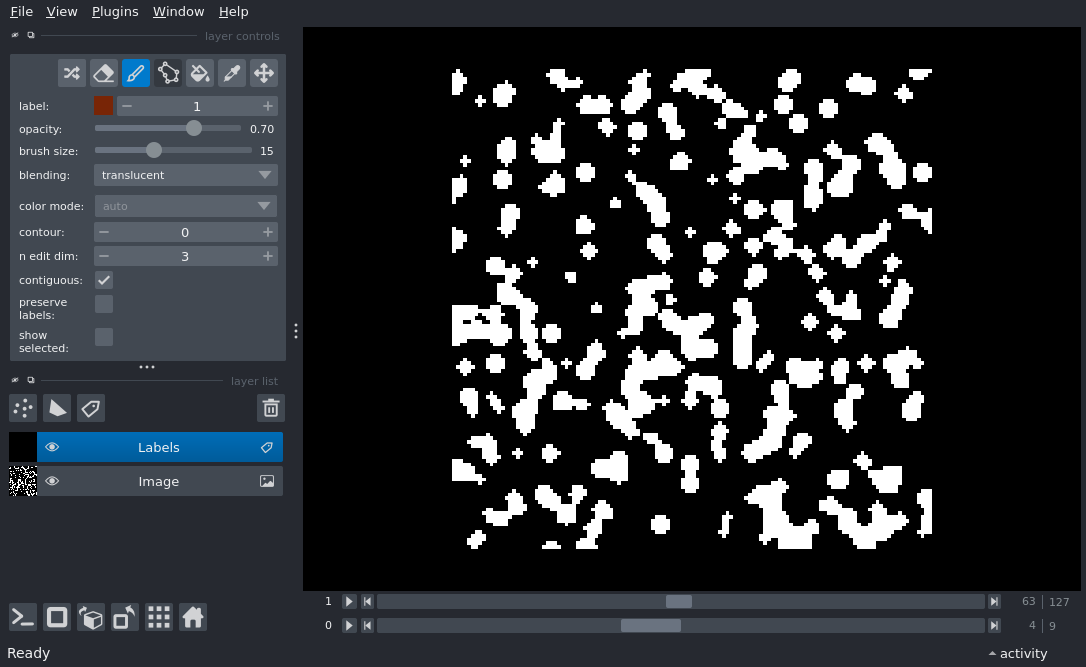 File View Plugins Window Help
layer controls
label: 1
opacity: 0.70
brush size: 15
blending: translucent
color mode: auto
contour: 0
n edit dim: 3
contiguous:
preserve
labels:
show
selected:
layer list
Labels
Image
1 63 127
0 4 9
Ready activity